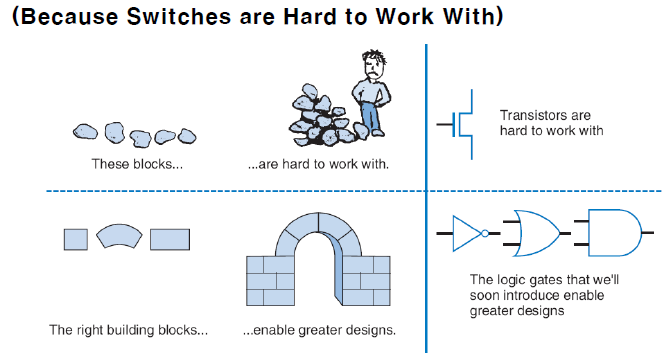 (Because Switches are Hard to Work With)
These blocks...
...are hard to work with.
Transistors are
hard to work with
The right building blocks...
...enable greater designs.
The logic gates that we'll
soon introduce enable
greater designs